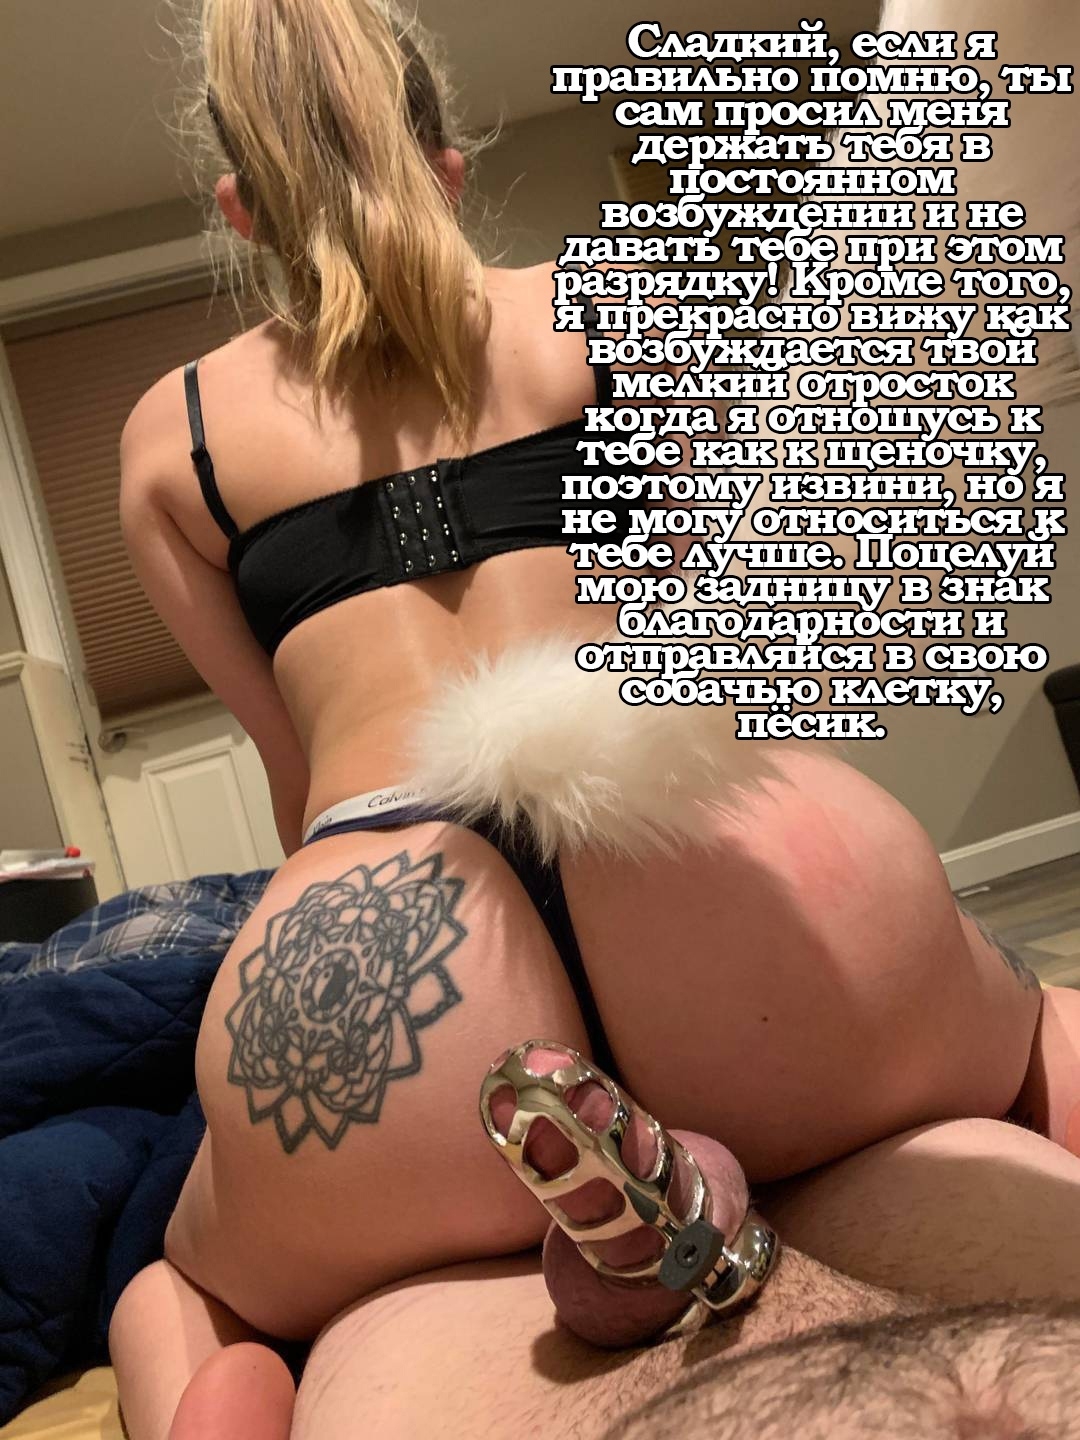 Сладкий, если я
правильно помню, ты
сам просил меня
держать тебя в
постоянном
возбуждении и не
давать тебе при этом
разрядку! Кроме того,
я прекрасно вижу как
возбуждается твой
мелкий отросток
когда я отношусь к
тебе как к щеночку,
поэтому извини, но я
не могу относиться к
тебе лучше. Поцелуй
мою задницу в знак
благодарности и
отправляйся в свою
собачью клетку,
пёсик.
Calvin
Klein